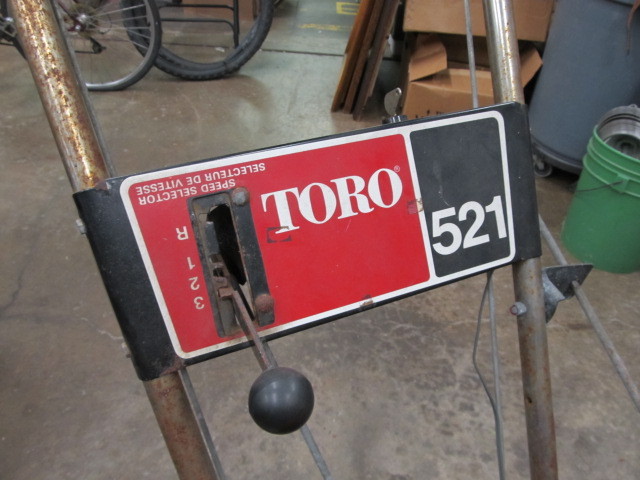 TORO®
521
SPEED SELECTOR
SELECTEUR DE VITESSE
R
1
2
3